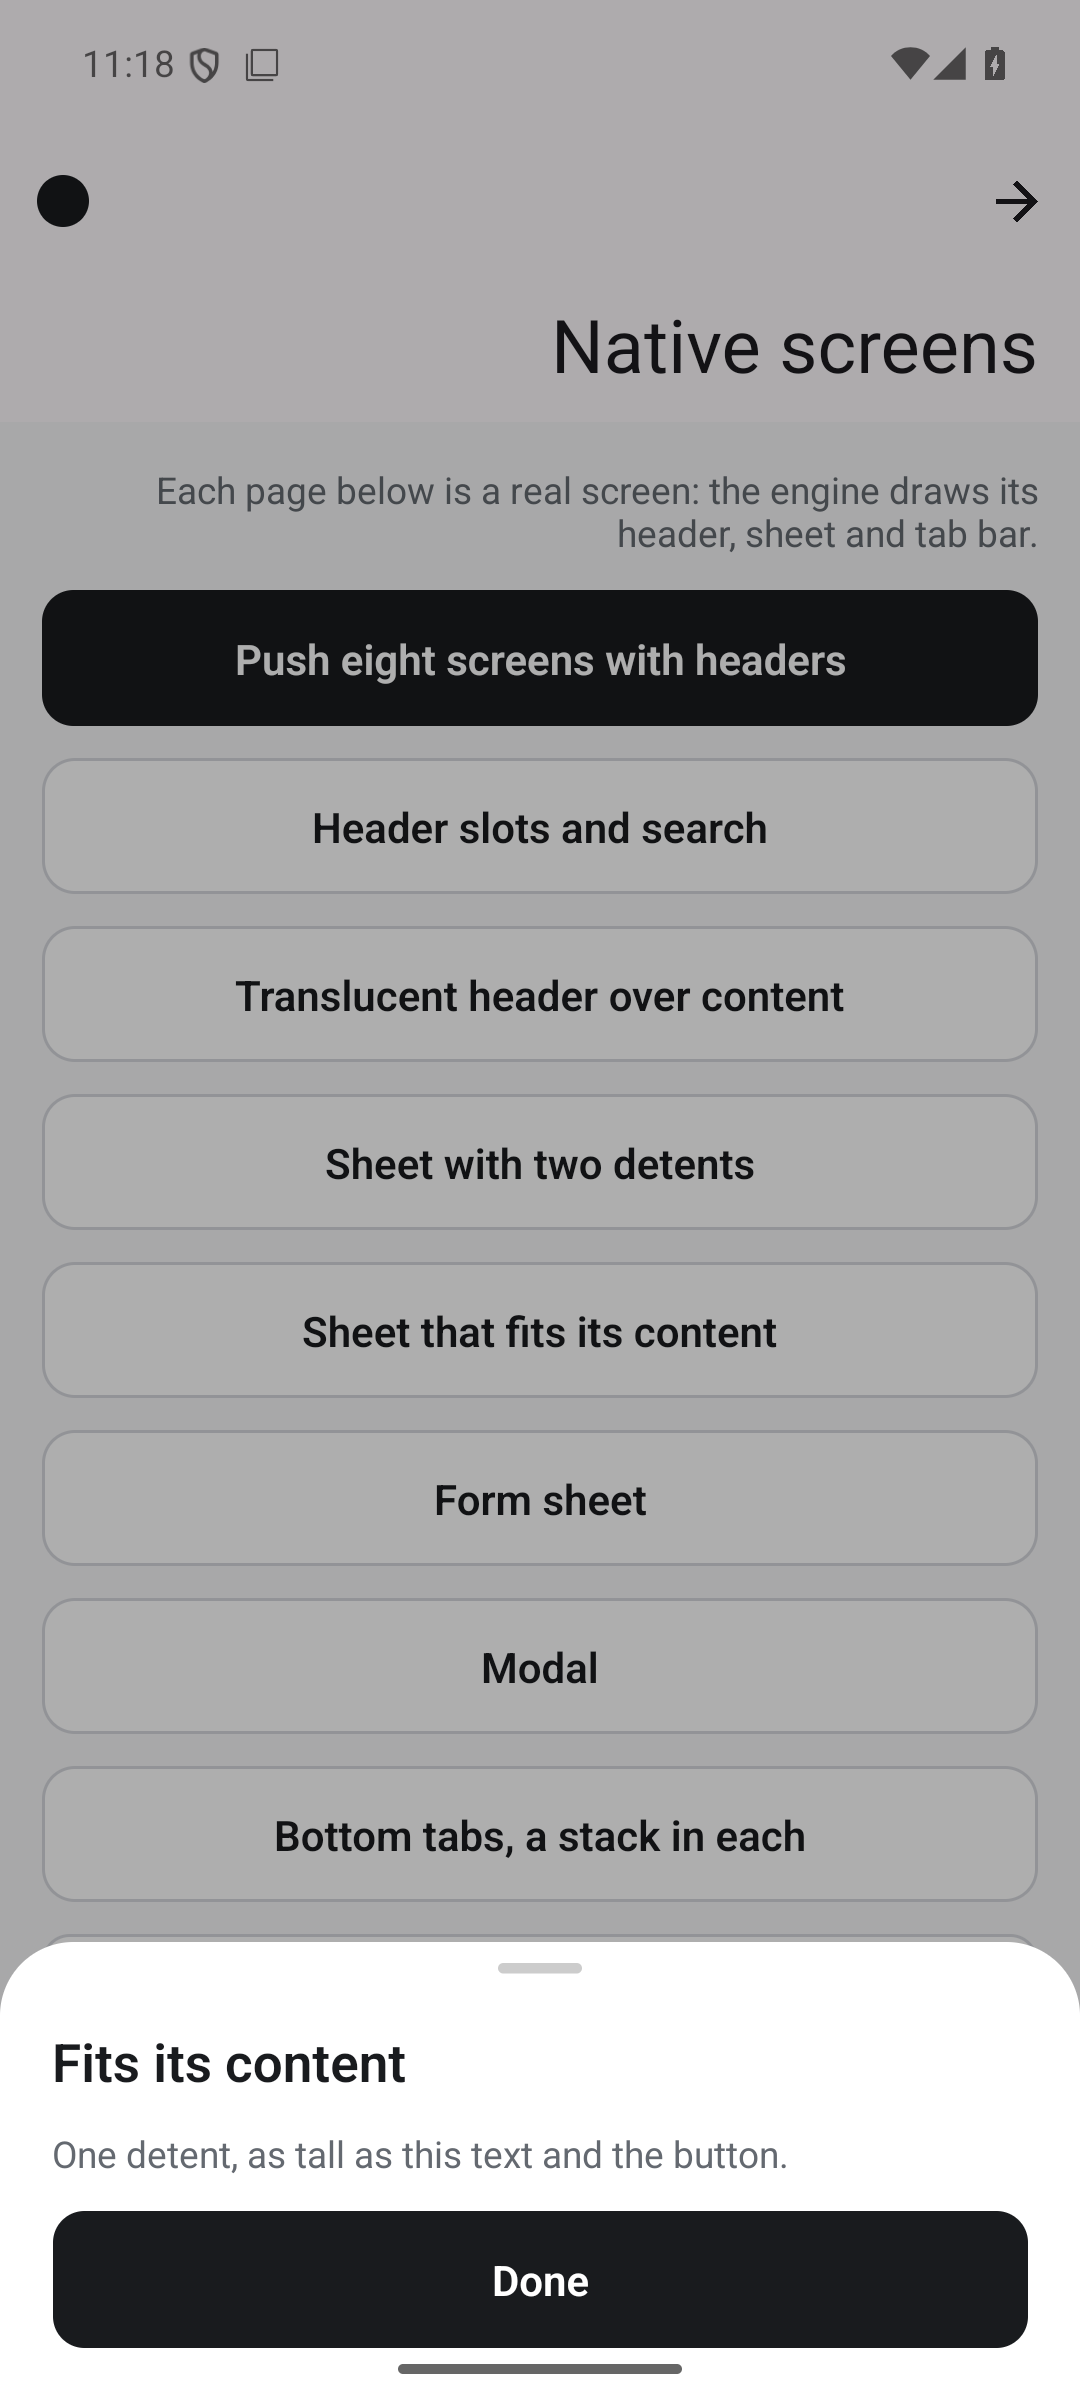 11:18
Native screens
Each page below is a real screen: the engine draws its
header, sheet and tab bar.
Push eight screens with headers
Header slots and search
Translucent header over content
Sheet with two detents
Sheet that fits its content
Form sheet
Modal
Bottom tabs, a stack in each
Fits its content
One detent, as tall as this text and the button.
Done